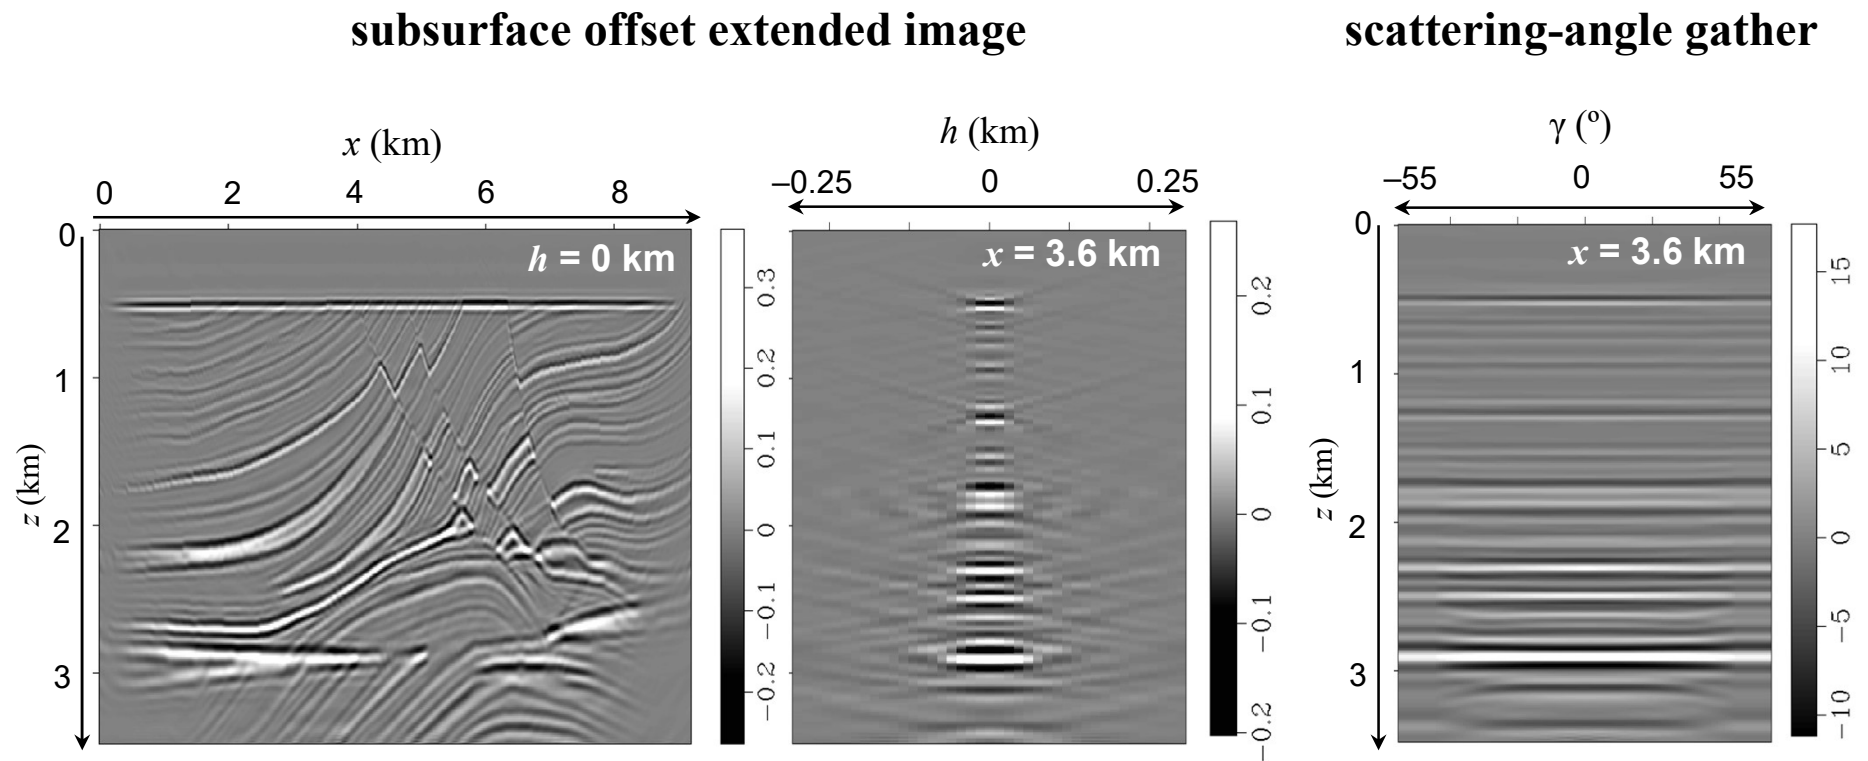 subsurface offset extended image
scattering-angle gather
x (km)
0 2 4 6 8
z (km)
0
1
2
3
h = 0 km
0.3
0.2
0.1
0
−0.1
−0.2
h (km)
−0.25 0 0.25
x = 3.6 km
0.2
0.1
0
−0.1
−0.2
γ (º)
−55 0 55
z (km)
0
1
2
3
x = 3.6 km
15
10
5
0
−5
−10